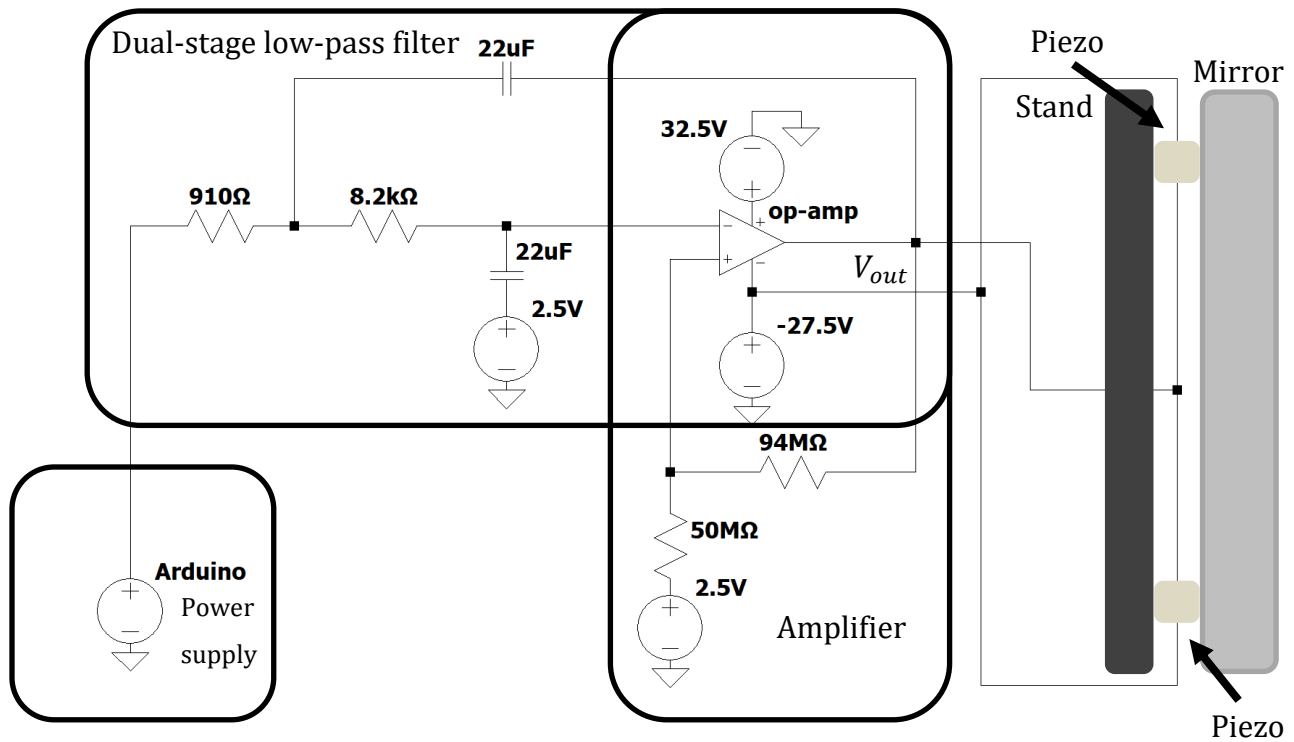 Dual-stage low-pass filter
22uF
Piezo
Mirror
Stand
32.5V
910Ω
8.2kΩ
op-amp
22uF
V_out
2.5V
-27.5V
94MΩ
50MΩ
Arduino
2.5V
Power
supply
Amplifier
Piezo